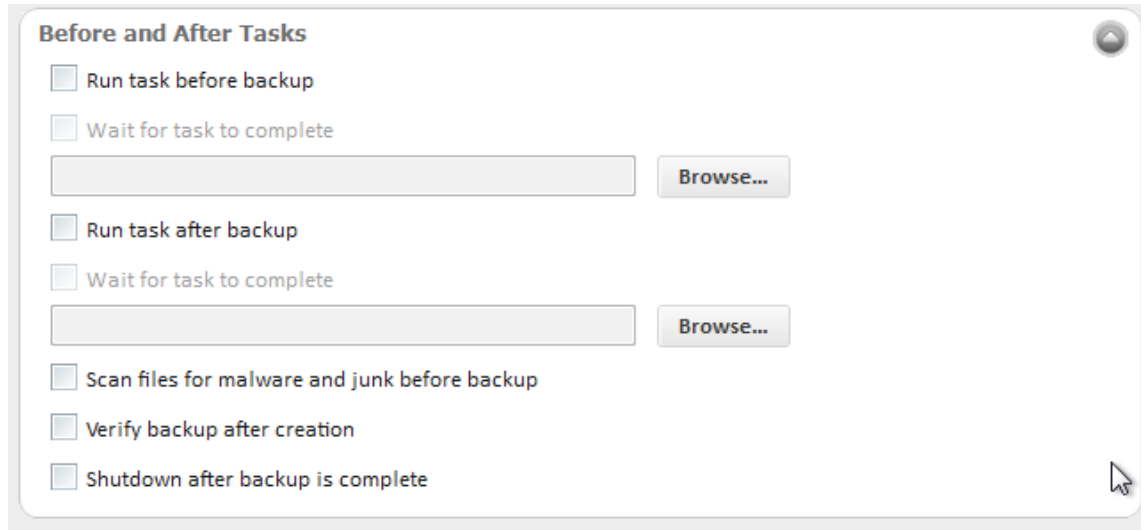 Before and After Tasks
Run task before backup
Wait for task to complete
Browse...
Run task after backup
Wait for task to complete
Browse...
Scan files for malware and junk before backup
Verify backup after creation
Shutdown after backup is complete